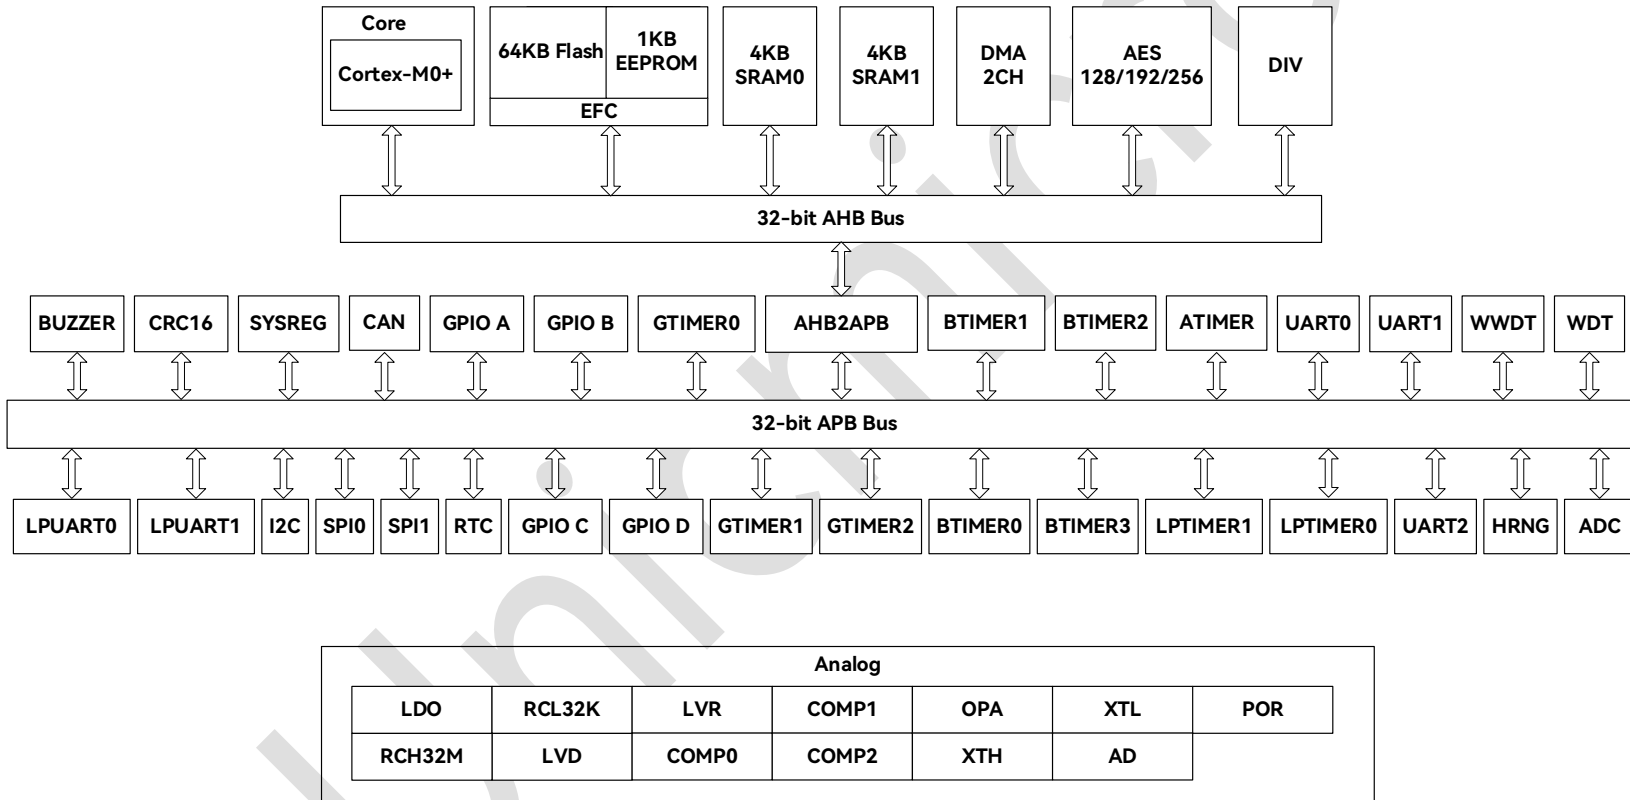 Core
Cortex-M0+
64KB Flash
1KB
EEPROM
EFC
4KB
SRAM0
4KB
SRAM1
DMA
2CH
AES
128/192/256
DIV
32-bit AHB Bus
BUZZER
CRC16
SYSREG
CAN
GPIO A
GPIO B
GTIMER0
AHB2APB
BTIMER1
BTIMER2
ATIMER
UART0
UART1
WWDT
WDT
32-bit APB Bus
LPUART0
LPUART1
I2C
SPI0
SPI1
RTC
GPIO C
GPIO D
GTIMER1
GTIMER2
BTIMER0
BTIMER3
LPTIMER1
LPTIMER0
UART2
HRNG
ADC
Analog
LDO
RCL32K
LVR
COMP1
OPA
XTL
POR
RCH32M
LVD
COMP0
COMP2
XTH
AD
Unicmicro